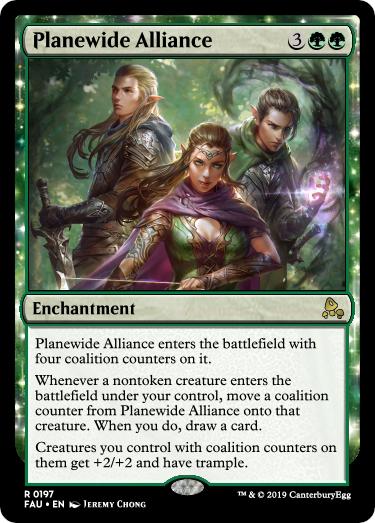 Planewide Alliance 3
Enchantment
Planewide Alliance enters the battlefield with
four coalition counters on it.
Whenever a nontoken creature enters the
battlefield under your control, move a coalition
counter from Planewide Alliance onto that
creature. When you do, draw a card.
Creatures you control with coalition counters on
them get +2/+2 and have trample.
R 0197
FAU • EN Jeremy Chong
™ & © 2019 CanterburyEgg